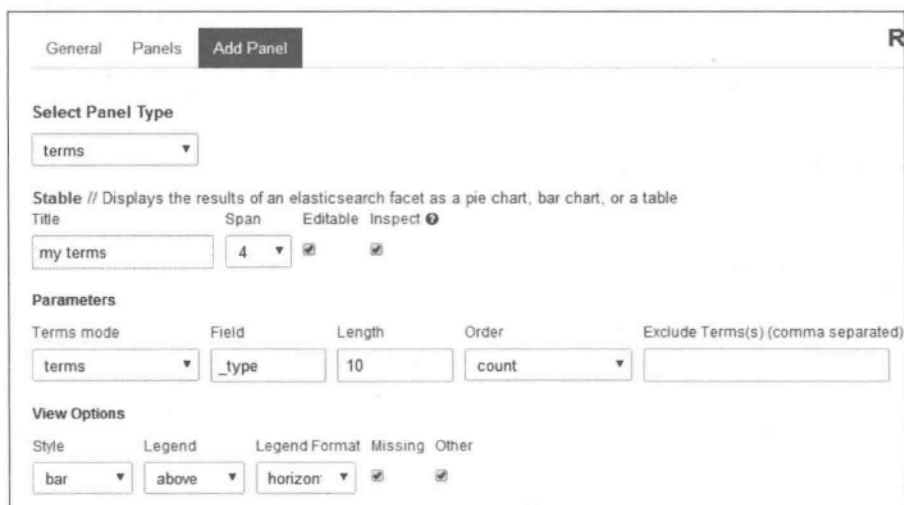 General Panels Add Panel R
Select Panel Type
terms
Stable // Displays the results of an elasticsearch facet as a pie chart, bar chart, or a table
Title Span Editable Inspect
my terms 4
Parameters
Terms mode Field Length Order Exclude Terms(s) (comma separated)
terms _type 10 count
View Options
Style Legend Legend Format Missing Other
bar above horizon